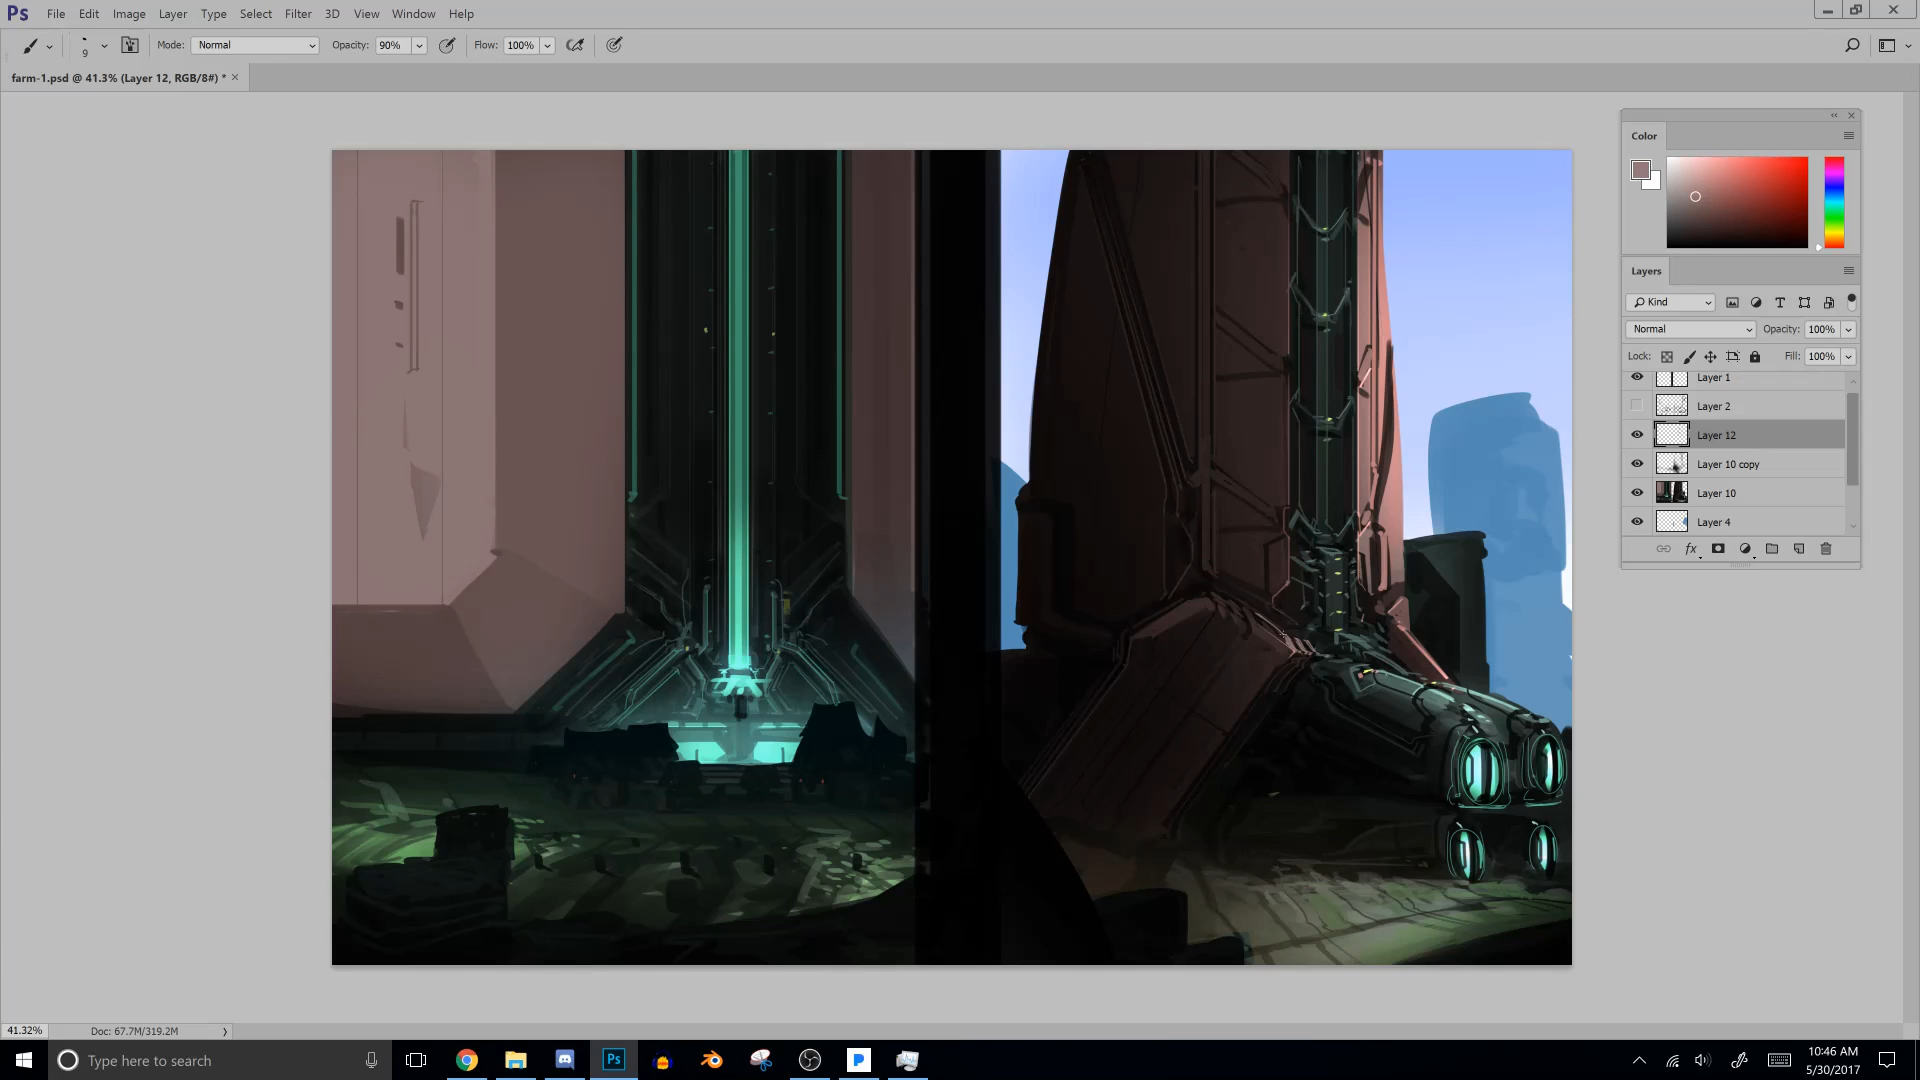 Ps File Edit Image Layer Type Select Filter 3D View Window Help
9 Mode: Normal Opacity: 90% Flow: 100%
farm-1.psd @ 41.3% (Layer 12, RGB/8#) * ×
Color
Layers
Kind
Normal Opacity: 100%
Lock: Fill: 100%
Layer 1
Layer 2
Layer 12
Layer 10 copy
Layer 10
Layer 4
fx
41.32% Doc: 67.7M/319.2M
Type here to search
Ps
P
10:46 AM
5/30/2017